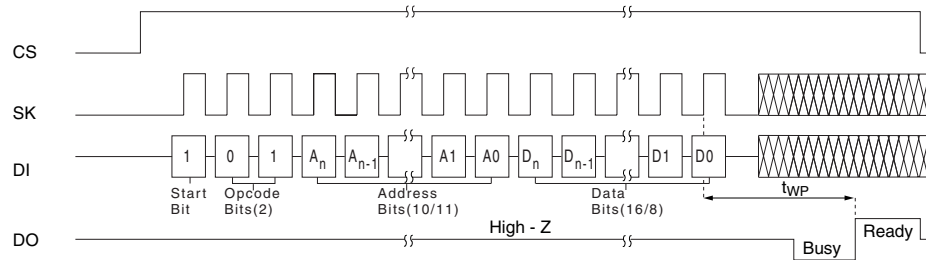 CS
SK
DI
1 0 1 An An-1 A1 A0 Dn Dn-1 D1 D0
Start Bit
Opcode Bits(2)
Address Bits(10/11)
Data Bits(16/8)
tWP
DO
High - Z
Busy
Ready